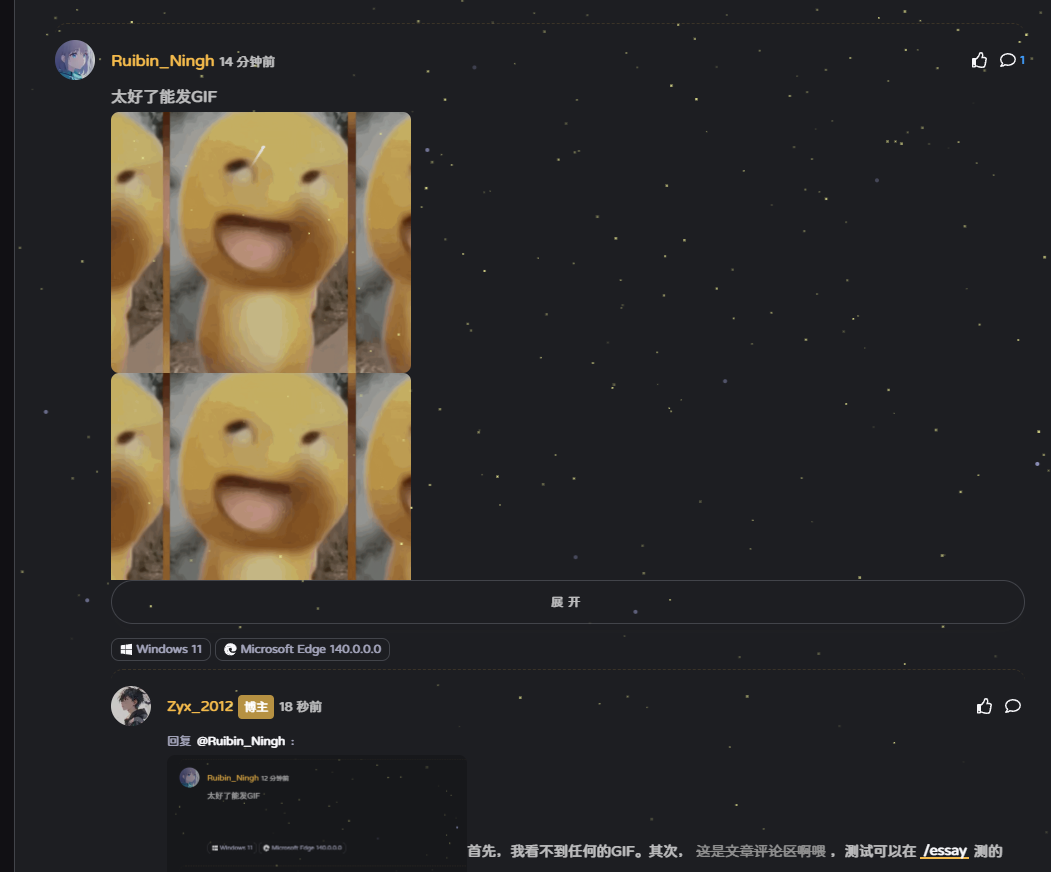 Ruibin_Ningh 14 分钟前
1
太好了能发GIF
展 开
Windows 11 Microsoft Edge 140.0.0.0
Zyx_2012 博主 18 秒前
回复 @Ruibin_Ningh :
Ruibin_Ningh 12 分钟前
太好了能发GIF
Windows 11 Microsoft Edge 140.0.0.0
首先，我看不到任何的GIF。其次， 这是文章评论区啊喂 ，测试可以在 /essay 测的